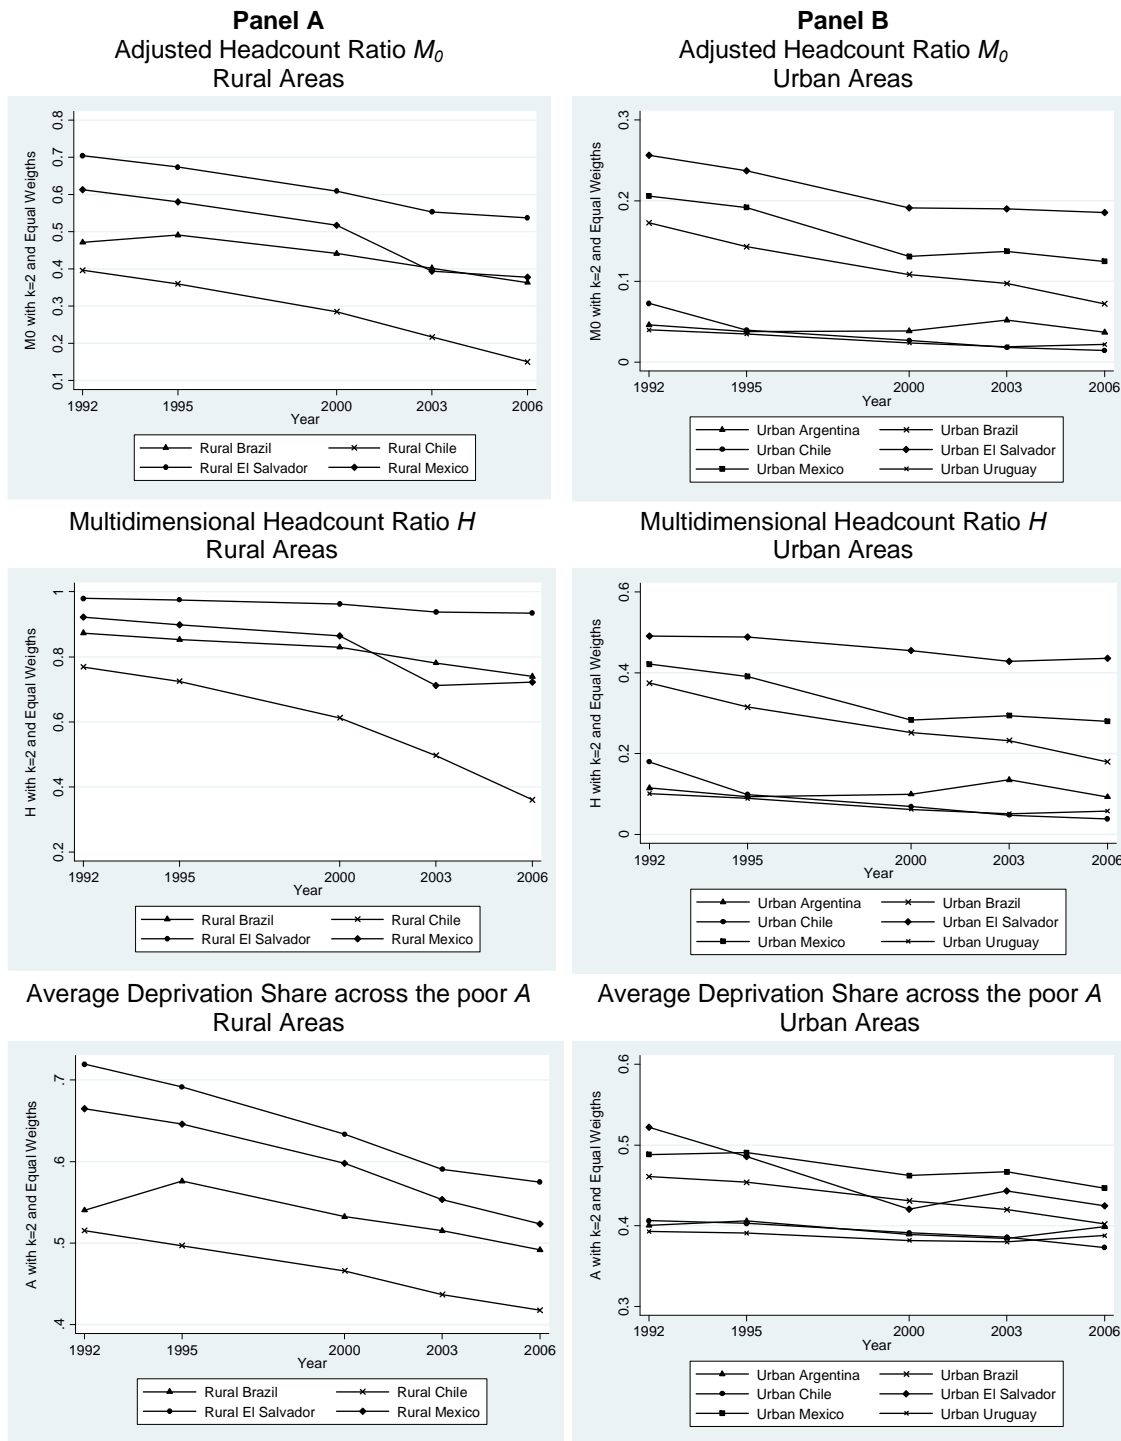 Panel A
Adjusted Headcount Ratio M0
Rural Areas
M0 with k=2 and Equal Weigths
0.8
0.7
0.6
0.5
0.4
0.3
0.2
0.1
1992 1995 2000 2003 2006
Year
Rural Brazil Rural Chile
Rural El Salvador Rural Mexico
Panel B
Adjusted Headcount Ratio M0
Urban Areas
M0 with k=2 and Equal Weigths
0.3
0.2
0.1
0
1992 1995 2000 2003 2006
Year
Urban Argentina Urban Brazil
Urban Chile Urban El Salvador
Urban Mexico Urban Uruguay
Multidimensional Headcount Ratio H
Rural Areas
H with k=2 and Equal Weigths
1
0.8
0.6
0.4
0.2
1992 1995 2000 2003 2006
Year
Rural Brazil Rural Chile
Rural El Salvador Rural Mexico
Multidimensional Headcount Ratio H
Urban Areas
H with k=2 and Equal Weigths
0.6
0.4
0.2
0
1992 1995 2000 2003 2006
Year
Urban Argentina Urban Brazil
Urban Chile Urban El Salvador
Urban Mexico Urban Uruguay
Average Deprivation Share across the poor A
Rural Areas
A with k=2 and Equal Weigths
.7
.6
.5
.4
1992 1995 2000 2003 2006
Year
Rural Brazil Rural Chile
Rural El Salvador Rural Mexico
Average Deprivation Share across the poor A
Urban Areas
A with k=2 and Equal Weigths
0.6
0.5
0.4
0.3
1992 1995 2000 2003 2006
Year
Urban Argentina Urban Brazil
Urban Chile Urban El Salvador
Urban Mexico Urban Uruguay